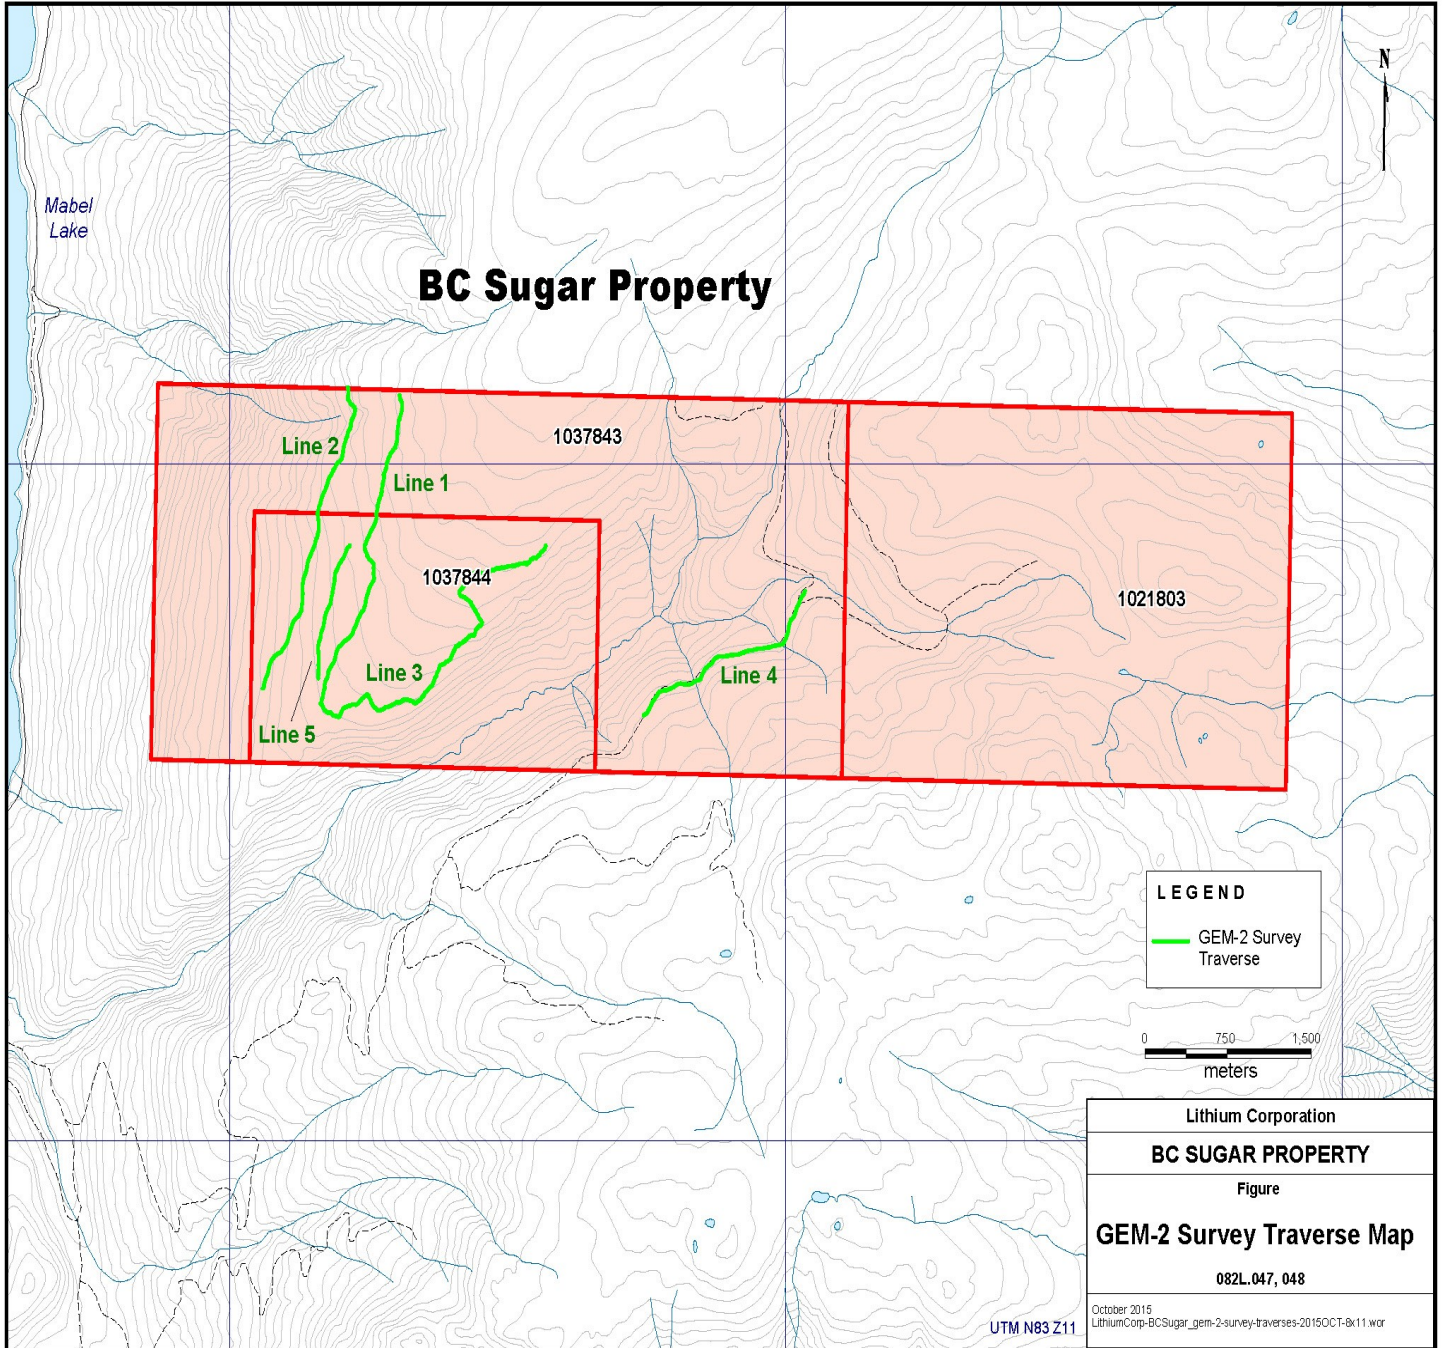 N
Mabel
Lake
BC Sugar Property
1037843
Line 2
Line 1
1037844
1021803
Line 3
Line 4
Line 5
LEGEND
GEM-2 Survey
Traverse
0 750 1,500
meters
Lithium Corporation
BC SUGAR PROPERTY
Figure
GEM-2 Survey Traverse Map
082L.047, 048
October 2015
LithiumCorp-BCSugar_gem-2-survey-traverses-2015OCT-8x11.wor
UTM N83 Z11